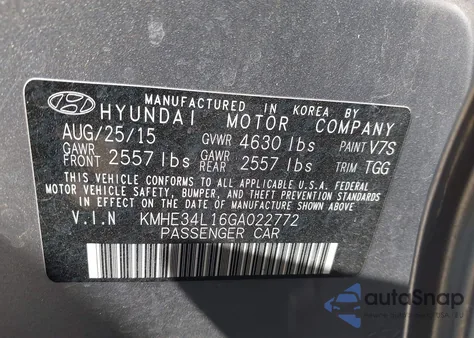 MANUFACTURED IN KOREA BY
HYUNDAI MOTOR COMPANY
AUG/25/15 GVWR 4630 lbs PAINT V7S
GAWR FRONT 2557 lbs GAWR REAR 2557 lbs TRIM TGG
THIS VEHICLE CONFORMS TO ALL APPLICABLE U.S.A. FEDERAL
MOTOR VEHICLE SAFETY, BUMPER, AND THEFT PREVENTION STANDARDS
IN EFFECT ON THE DATE OF MANUFACTURE SHOWN ABOVE.
V.I.N KMHE34L16GA022772
PASSENGER CAR
autoSnap